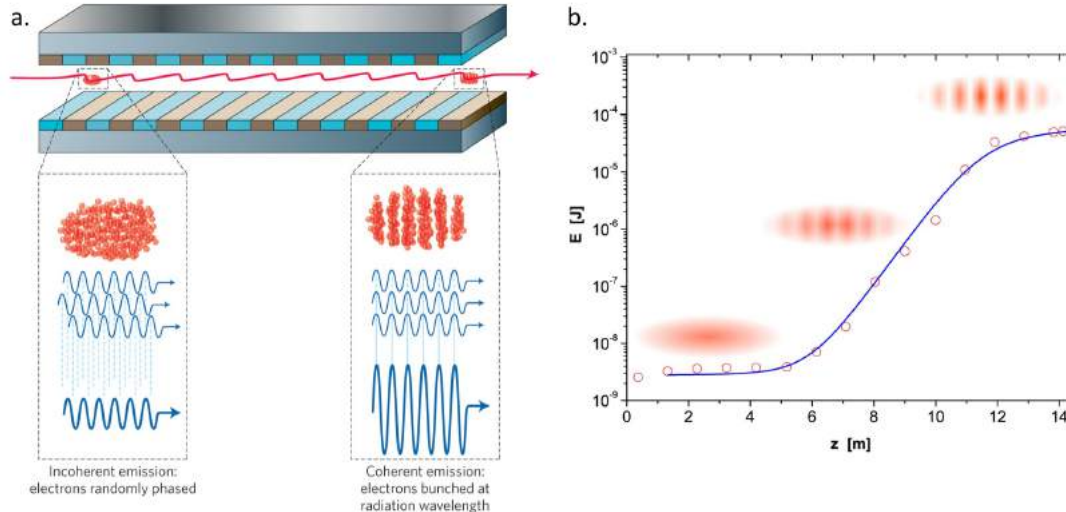 a.
Incoherent emission:
electrons randomly phased
Coherent emission:
electrons bunched at
radiation wavelength
b.
E [J]
10⁻³
10⁻⁴
10⁻⁵
10⁻⁶
10⁻⁷
10⁻⁸
10⁻⁹
0 2 4 6 8 10 12 14
z [m]